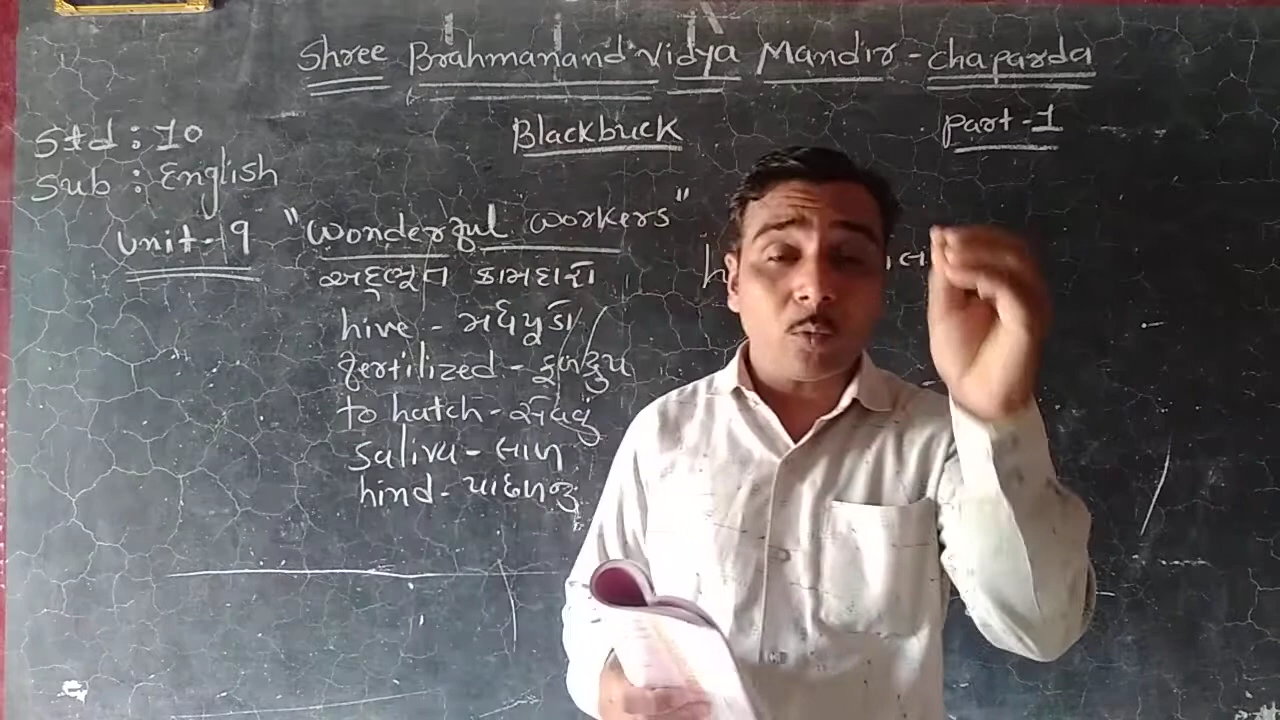 Shree Brahmanand Vidya Mandir - chaparda
Blackbuck
Part-1
Std : 10
Sub : English
Unit-9 "Wonderful workers"
અદ્ભૂત કામદારો
hive - મધપૂડો
fertilized - ફળદ્રુપ
to hatch - સેવવું
saliva - લાળ
hind - પાછળનું